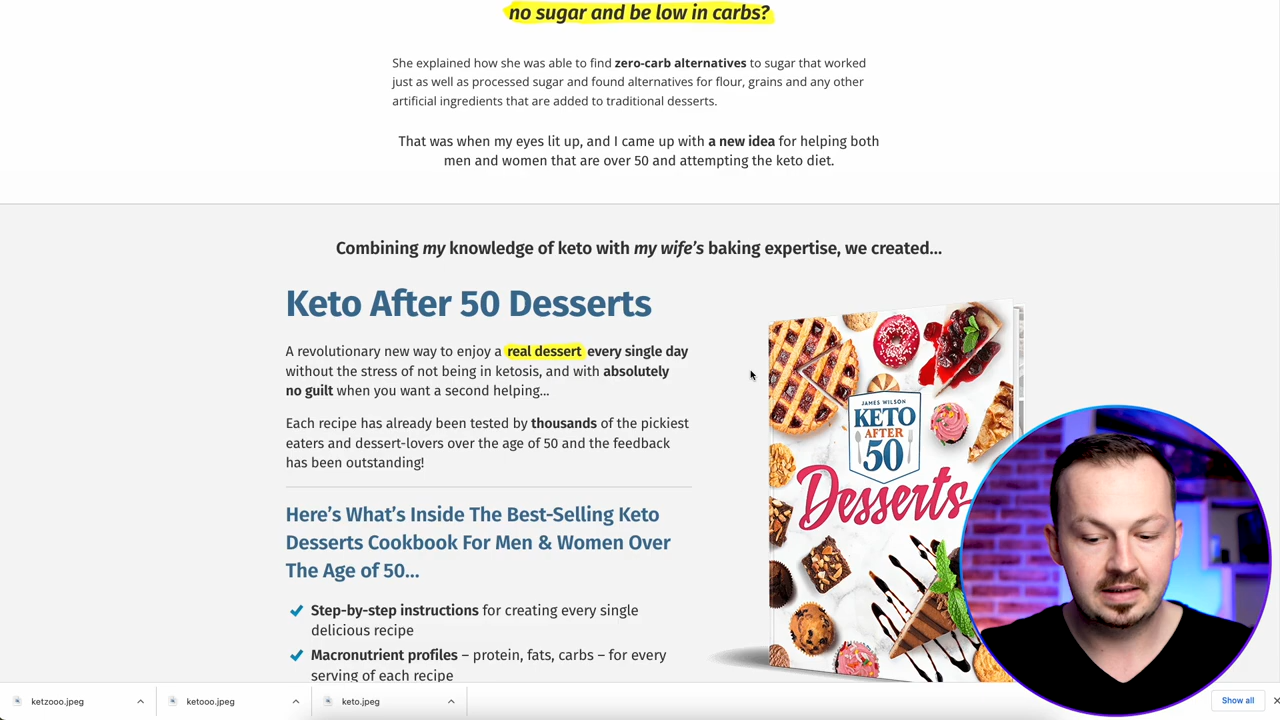 no sugar and be low in carbs?
She explained how she was able to find zero-carb alternatives to sugar that worked
just as well as processed sugar and found alternatives for flour, grains and any other
artificial ingredients that are added to traditional desserts.
That was when my eyes lit up, and I came up with a new idea for helping both
men and women that are over 50 and attempting the keto diet.
Combining my knowledge of keto with my wife's baking expertise, we created...
Keto After 50 Desserts
A revolutionary new way to enjoy a real dessert every single day
without the stress of not being in ketosis, and with absolutely
no guilt when you want a second helping...
Each recipe has already been tested by thousands of the pickiest
eaters and dessert-lovers over the age of 50 and the feedback
has been outstanding!
Here's What's Inside The Best-Selling Keto
Desserts Cookbook For Men & Women Over
The Age of 50...
Step-by-step instructions for creating every single
delicious recipe
Macronutrient profiles – protein, fats, carbs – for every
serving of each recipe
JAMES WILSON
KETO
AFTER
50
Desserts
ketzooo.jpeg
ketooo.jpeg
keto.jpeg
Show all